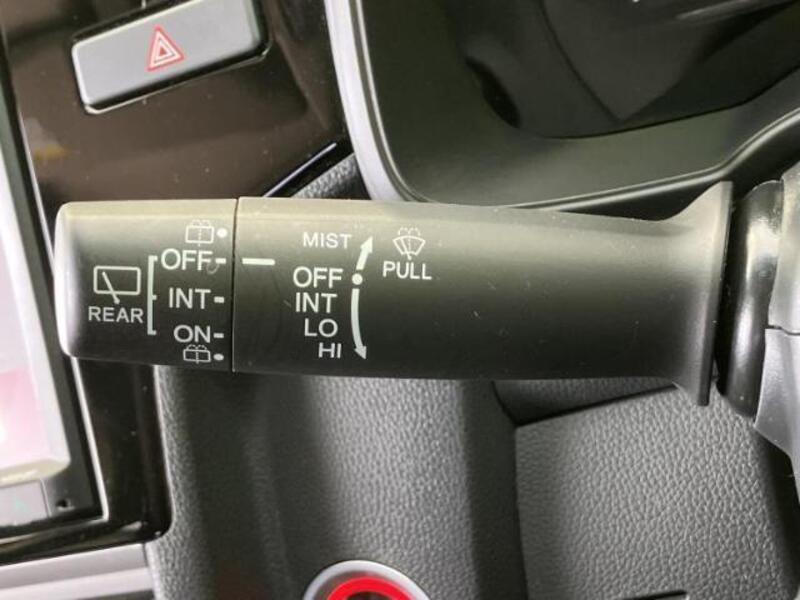 REAR
OFF
INT
ON
MIST
OFF
INT
LO
HI
PULL